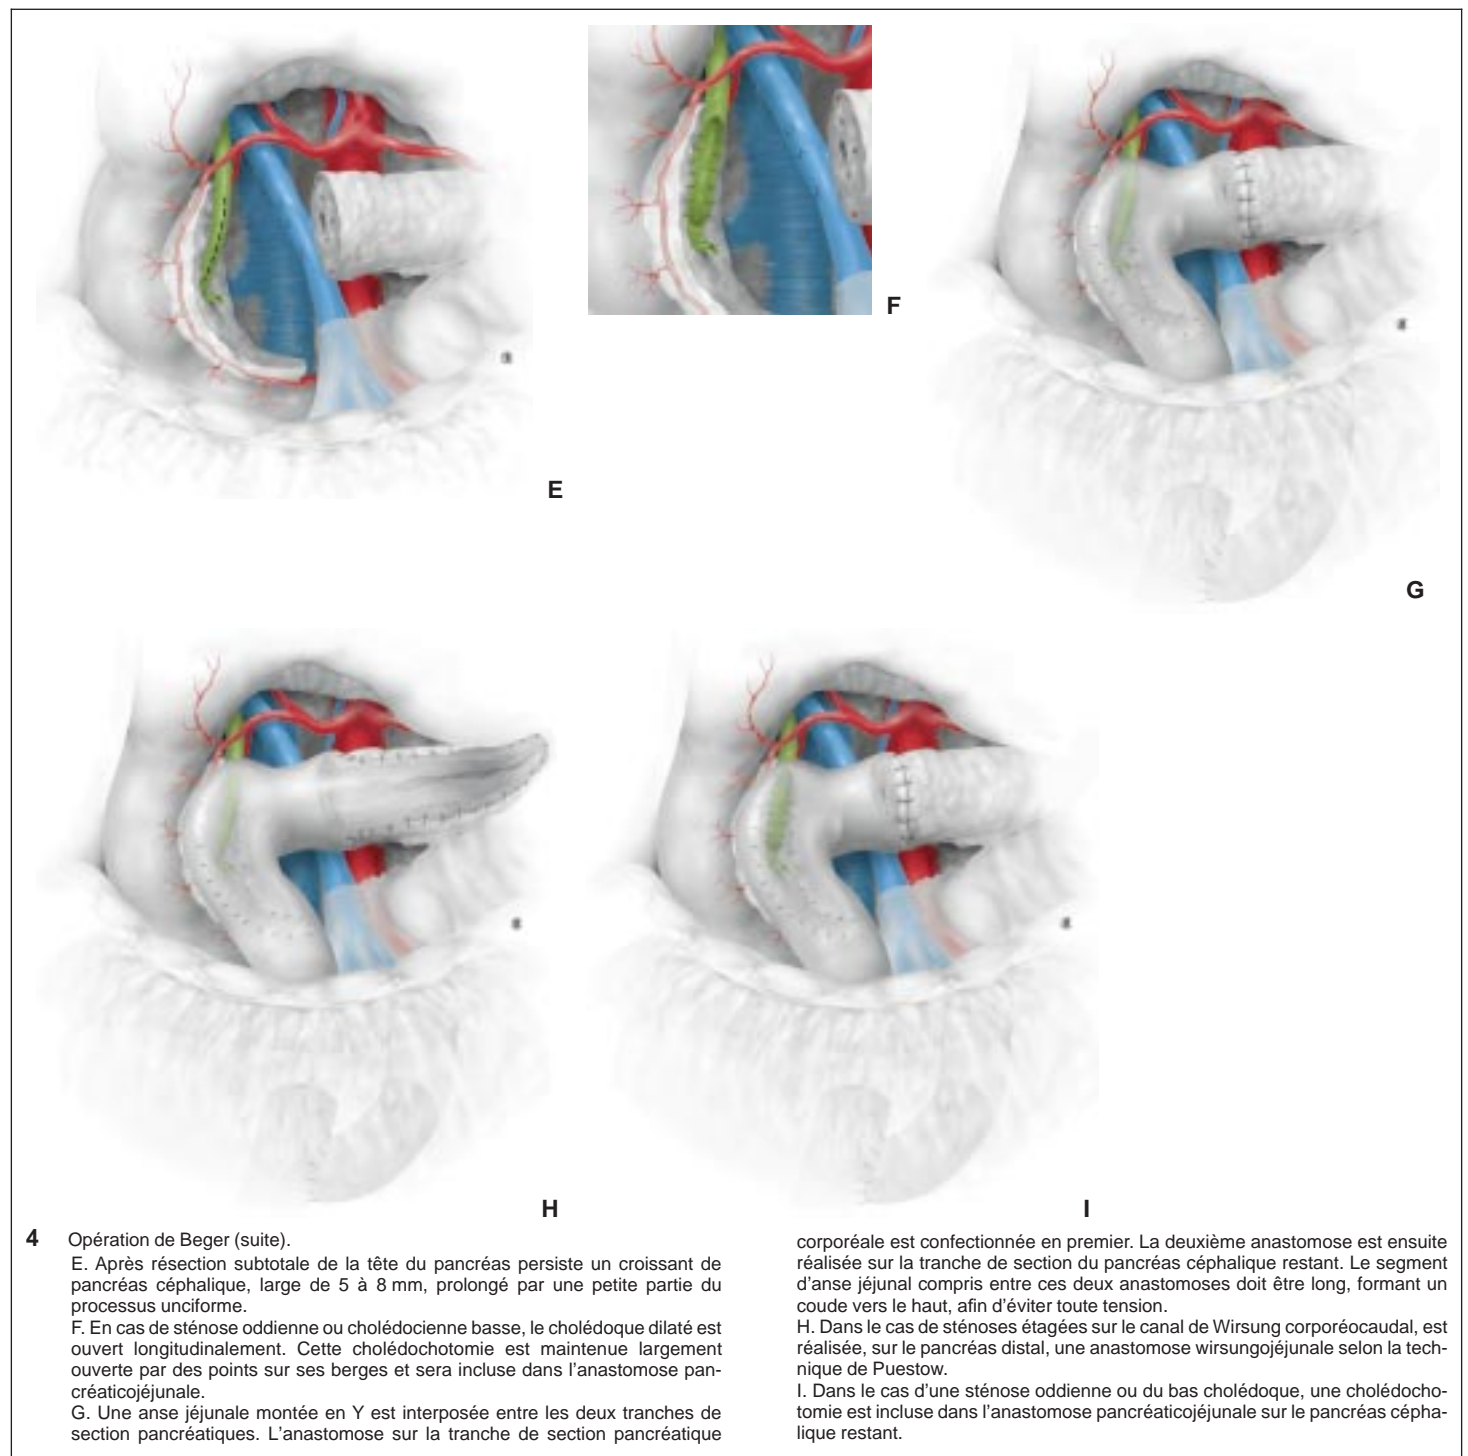 E
F
G
H
I
4 Opération de Beger (suite).
E. Après résection subtotale de la tête du pancréas persiste un croissant de
pancréas céphalique, large de 5 à 8 mm, prolongé par une petite partie du
processus unciforme.
F. En cas de sténose oddienne ou cholédocienne basse, le cholédoque dilaté est
ouvert longitudinalement. Cette cholédochotomie est maintenue largement
ouverte par des points sur ses berges et sera incluse dans l'anastomose pan-
créaticojéjunale.
G. Une anse jéjunale montée en Y est interposée entre les deux tranches de
section pancréatiques. L'anastomose sur la tranche de section pancréatique
corporéale est confectionnée en premier. La deuxième anastomose est ensuite
réalisée sur la tranche de section du pancréas céphalique restant. Le segment
d'anse jéjunal compris entre ces deux anastomoses doit être long, formant un
coude vers le haut, afin d'éviter toute tension.
H. Dans le cas de sténoses étagées sur le canal de Wirsung corporéocaudal, est
réalisée, sur le pancréas distal, une anastomose wirsungojéjunale selon la tech-
nique de Puestow.
I. Dans le cas d'une sténose oddienne ou du bas cholédoque, une cholédocho-
tomie est incluse dans l'anastomose pancréaticojéjunale sur le pancréas cépha-
lique restant.